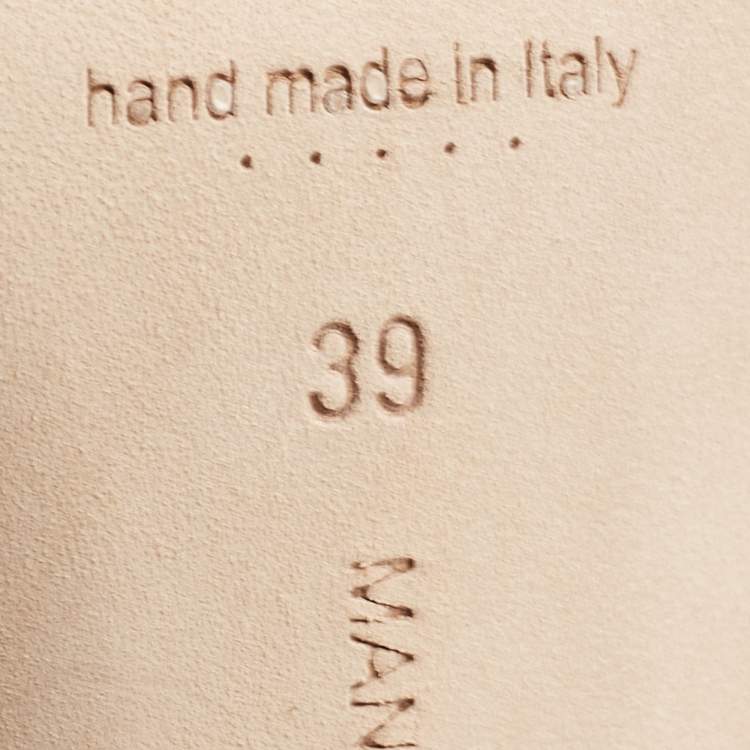 hand made in Italy
. . . . .
39
MAN